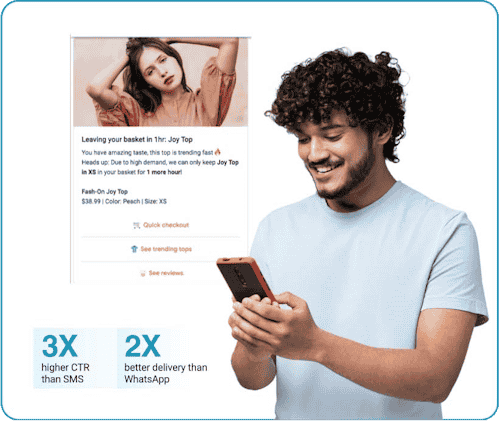 Leaving your basket in 1hr: Joy Top
You have amazing taste, this top is trending fast 🔥
Heads up: Due to high demand, we can only keep Joy Top
in XS in your basket for 1 more hour!
Fash-On Joy Top
$38.99 | Color: Peach | Size: XS
Quick checkout
See trending tops
See reviews
3X
higher CTR
than SMS
2X
better delivery than
WhatsApp